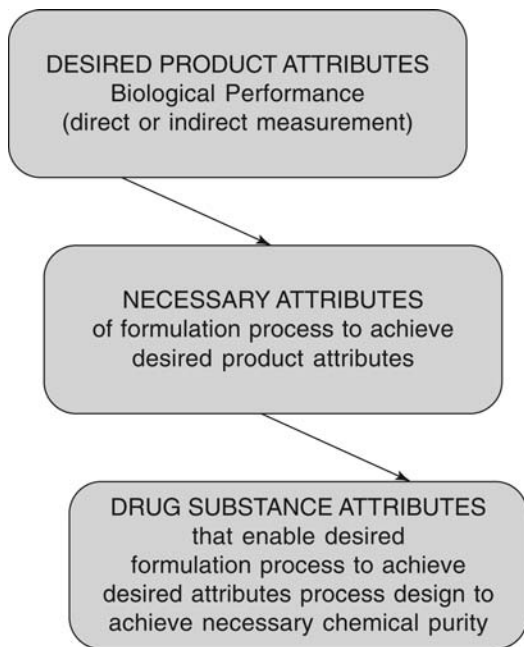 DESIRED PRODUCT ATTRIBUTES
Biological Performance
(direct or indirect measurement)
NECESSARY ATTRIBUTES
of formulation process to achieve
desired product attributes
DRUG SUBSTANCE ATTRIBUTES
that enable desired
formulation process to achieve
desired attributes process design to
achieve necessary chemical purity